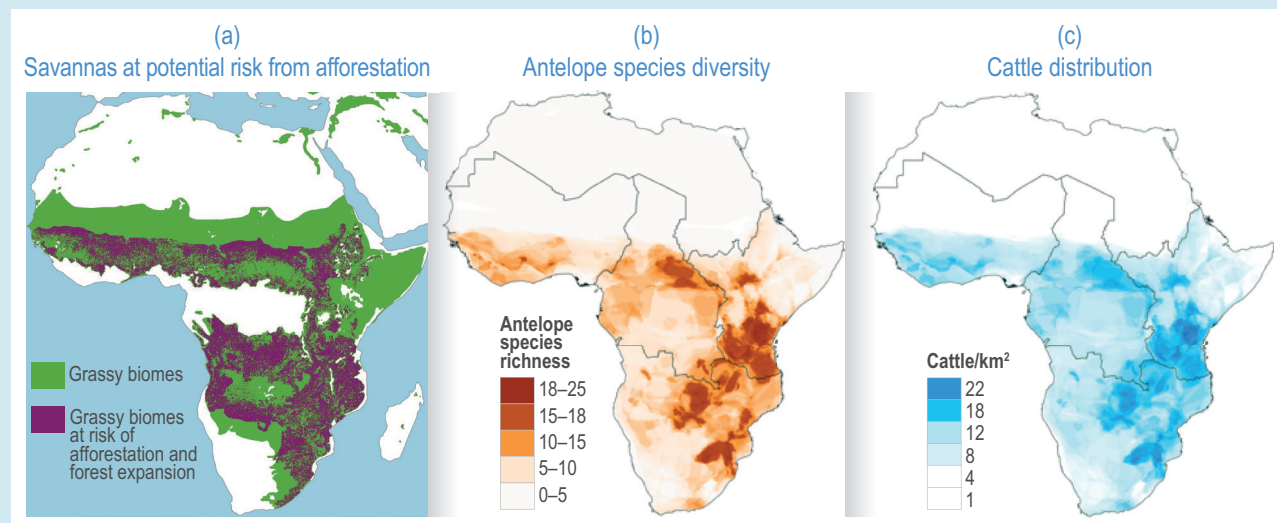 (a)
Savannas at potential risk from afforestation
Grassy biomes
Grassy biomes
at risk of
afforestation and
forest expansion
(b)
Antelope species diversity
Antelope
species
richness
18–25
15–18
10–15
5–10
0–5
(c)
Cattle distribution
Cattle/km²
22
18
12
8
4
1